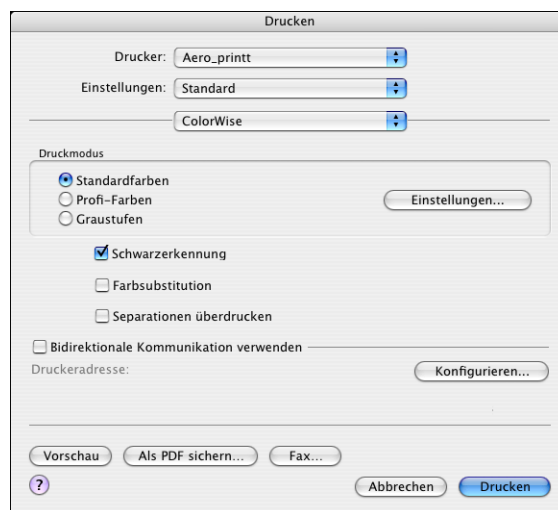 Drucken
Drucker: Aero_printt
Einstellungen: Standard
ColorWise
Druckmodus
Standardfarben
Profi-Farben
Einstellungen...
Graustufen
Schwarzerkennung
Farbsubstitution
Separationen überdrucken
Bidirektionale Kommunikation verwenden
Druckeradresse:
Konfigurieren...
Vorschau Als PDF sichern... Fax...
? Abbrechen Drucken